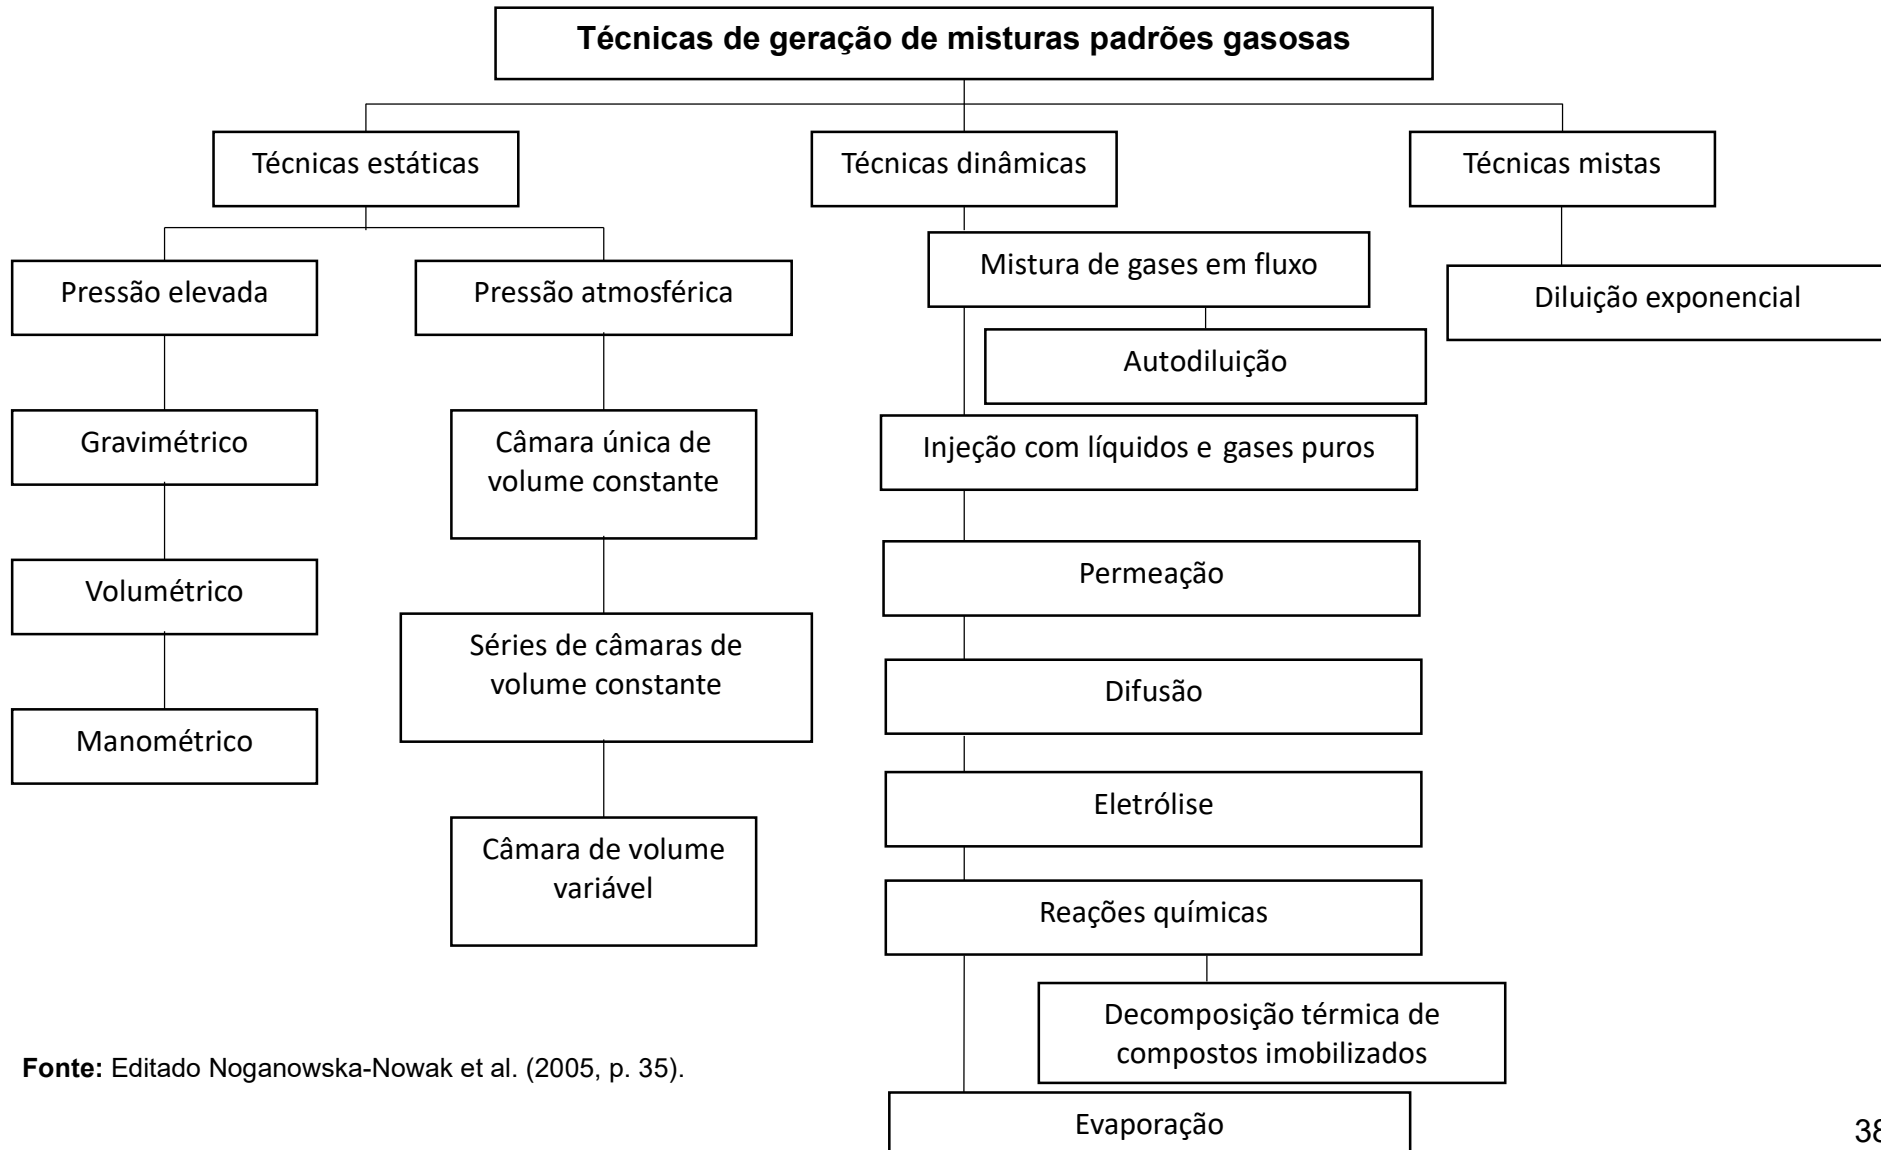 Técnicas de geração de misturas padrões gasosas
Técnicas estáticas
Técnicas dinâmicas
Técnicas mistas
Pressão elevada
Pressão atmosférica
Mistura de gases em fluxo
Diluição exponencial
Autodiluição
Gravimétrico
Câmara única de
volume constante
Injeção com líquidos e gases puros
Volumétrico
Permeação
Séries de câmaras de
volume constante
Difusão
Manométrico
Eletrólise
Câmara de volume
variável
Reações químicas
Decomposição térmica de
compostos imobilizados
Fonte: Editado Noganowska-Nowak et al. (2005, p. 35).
Evaporação
38